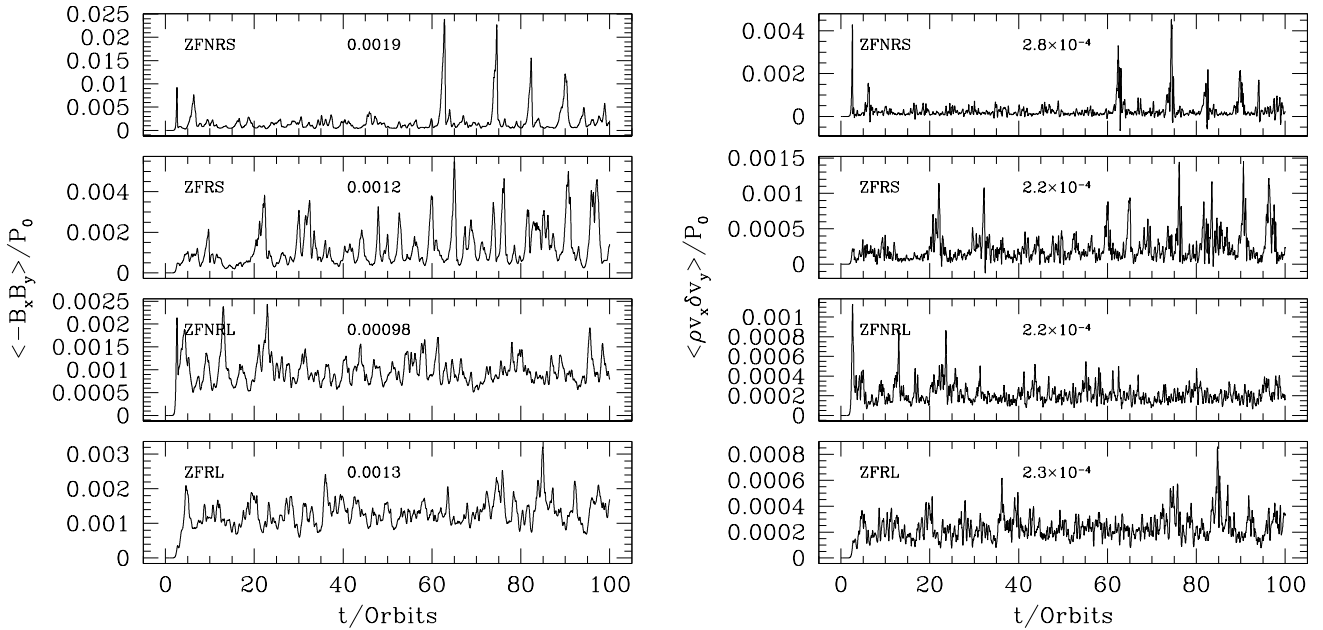 <-BₓBᵧ>/P₀
0.025
0.02
0.015
0.01
0.005
0
ZFNRS 0.0019
0.004
0.002
0
ZFRS 0.0012
0.0025
0.002
0.0015
0.001
0.0005
0
ZFNRL 0.00098
0.003
0.002
0.001
0
ZFRL 0.0013
0 20 40 60 80 100
t/Orbits
<ρvₓδvᵧ>/P₀
0.004
0.002
0
ZFNRS 2.8×10⁻⁴
0.0015
0.001
0.0005
0
ZFRS 2.2×10⁻⁴
0.001
0.0008
0.0006
0.0004
0.0002
0
ZFNRL 2.2×10⁻⁴
0.0008
0.0006
0.0004
0.0002
0
ZFRL 2.3×10⁻⁴
0 20 40 60 80 100
t/Orbits